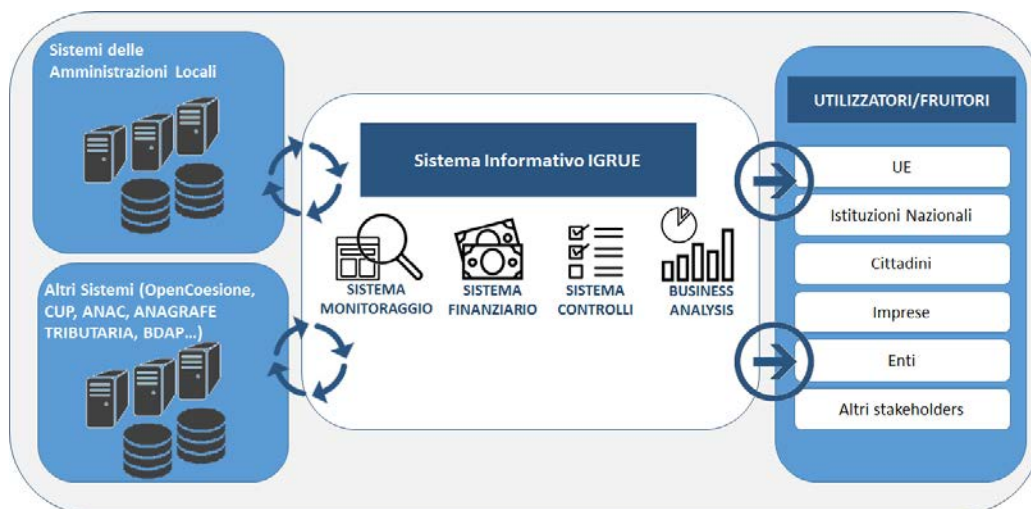 Sistemi delle
Amministrazioni Locali
Altri Sistemi (OpenCoesione,
CUP, ANAC, ANAGRAFE
TRIBUTARIA, BDAP...)
Sistema Informativo IGRUE
SISTEMA
MONITORAGGIO
SISTEMA
FINANZIARIO
SISTEMA
CONTROLLI
BUSINESS
ANALYSIS
UTILIZZATORI/FRUITORI
UE
Istituzioni Nazionali
Cittadini
Imprese
Enti
Altri stakeholders